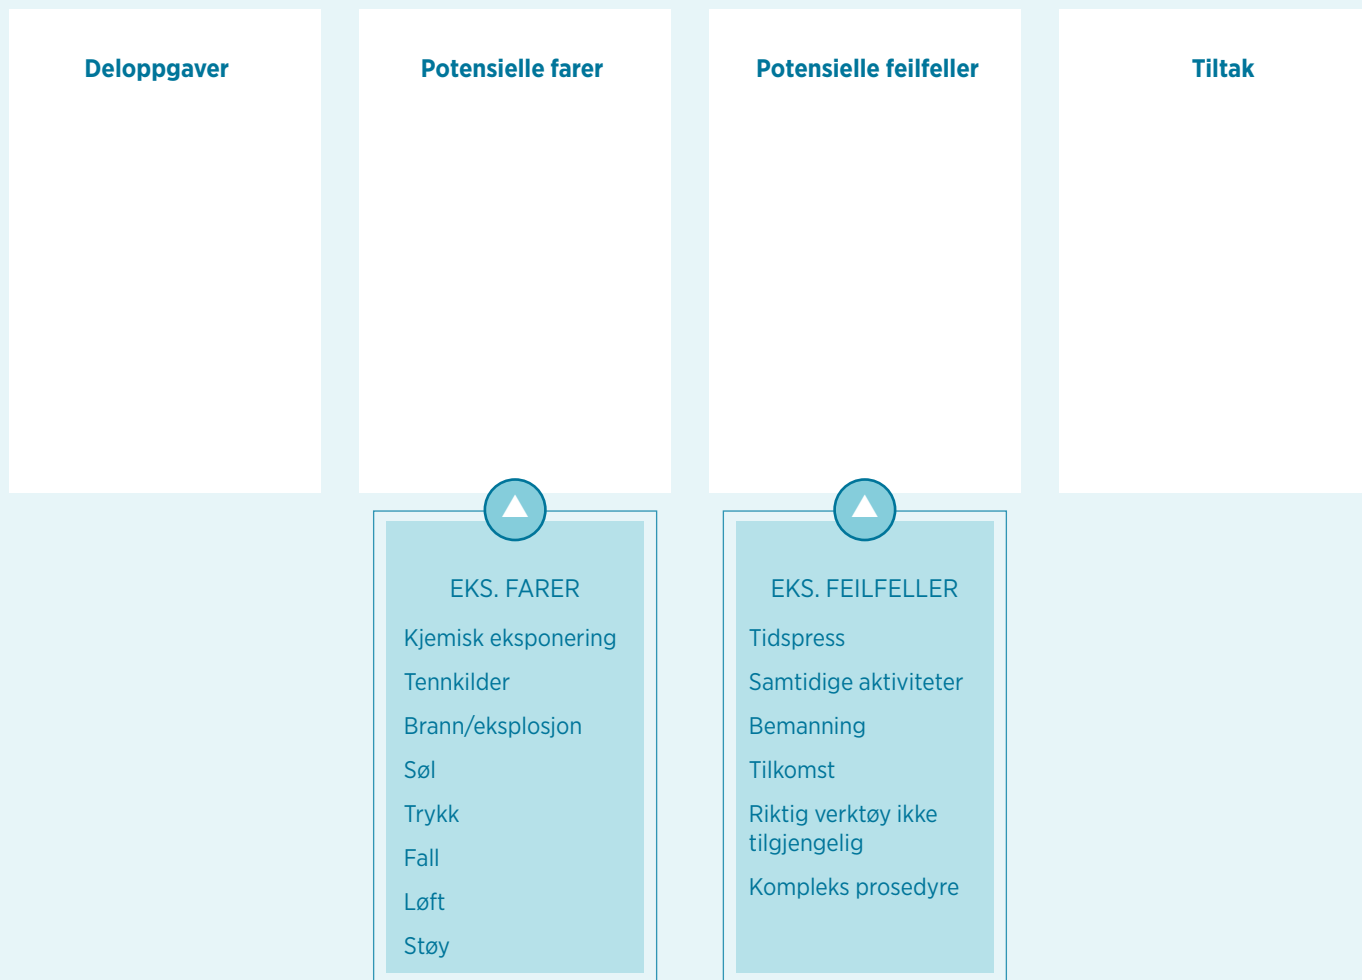 Deloppgaver
Potensielle farer
Potensielle feilfeller
Tiltak
EKS. FARER
Kjemisk eksponering
Tennkilder
Brann/eksplosjon
Søl
Trykk
Fall
Løft
Støy
EKS. FEILFELLER
Tidspress
Samtidige aktiviteter
Bemanning
Tilkomst
Riktig verktøy ikke
tilgjengelig
Kompleks prosedyre